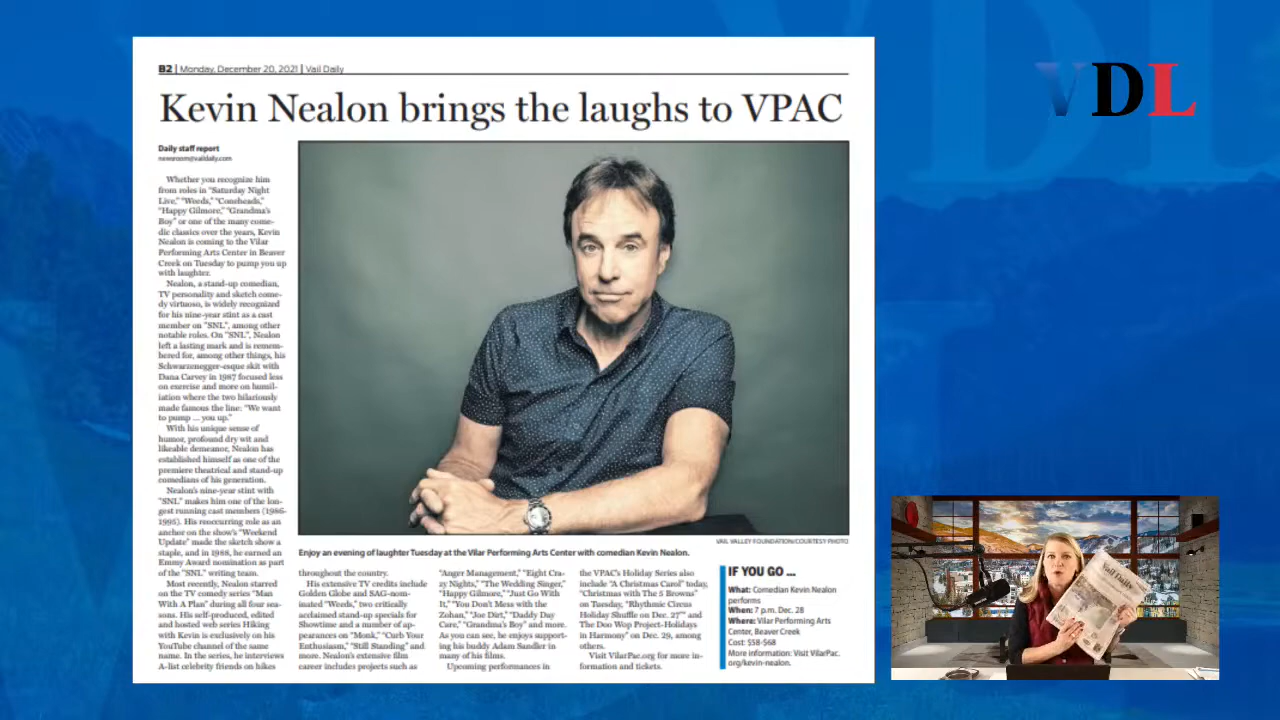 B2 | Monday, December 20, 2021 | Vail Daily
Kevin Nealon brings the laughs to VPAC
VDL
Daily staff report
newsroom@vaildaily.com
Whether you recognize him
from roles in "Saturday Night
Live," "Weeds," "Coneheads,"
"Happy Gilmore," "Grandma's
Boy" or one of the many come-
dic classics over the years, Kevin
Nealon is coming to the Vilar
Performing Arts Center in Beaver
Creek on Tuesday to pump you up
with laughter.
Nealon, a stand-up comedian,
TV personality and sketch come-
dy virtuoso, is widely recognized
for his nine-year stint as a cast
member on "SNL", among other
notable roles. On "SNL", Nealon
left a lasting mark and is remem-
bered for, among other things, his
Schwarzenegger-esque skit with
Dana Carvey in 1987 focused less
on exercise and more on humil-
iation where the two hilariously
made famous the line: "We want
to pump ... you up."
With his unique sense of
humor, profound dry wit and
likeable demeanor, Nealon has
established himself as one of the
premiere theatrical and stand-up
comedians of his generation.
Nealon's nine-year stint with
"SNL" makes him one of the lon-
gest running cast members (1986-
1995). His reoccurring role as an
anchor on the show's "Weekend
Update" made the sketch show a
staple, and in 1988, he earned an
Emmy Award nomination as part
of the "SNL" writing team.
Most recently, Nealon starred
on the TV comedy series "Man
With A Plan" during all four sea-
sons. His self-produced, edited
and hosted web series Hiking
with Kevin is exclusively on his
YouTube channel of the same
name. In the series, he interviews
A-list celebrity friends on hikes
VAIL VALLEY FOUNDATION/COURTESY PHOTO
Enjoy an evening of laughter Tuesday at the Vilar Performing Arts Center with comedian Kevin Nealon.
throughout the country.
His extensive TV credits include
Golden Globe and SAG-nom-
inated "Weeds," two critically
acclaimed stand-up specials for
Showtime and a number of ap-
pearances on "Monk," "Curb Your
Enthusiasm," "Still Standing" and
more. Nealon's extensive film
career includes projects such as
"Anger Management," "Eight Cra-
zy Nights," "The Wedding Singer,"
"Happy Gilmore," "Just Go With
It," "You Don't Mess with the
Zohan," "Joe Dirt," "Daddy Day
Care," "Grandma's Boy" and more.
As you can see, he enjoys support-
ing his buddy Adam Sandler in
many of his films.
Upcoming performances in
the VPAC's Holiday Series also
include "A Christmas Carol" today,
"Christmas with The 5 Browns"
on Tuesday, "Rhythmic Circus
Holiday Shuffle on Dec. 27" and
The Doo Wop Project-Holidays
in Harmony" on Dec. 29, among
others.
Visit VilarPac.org for more in-
formation and tickets.
IF YOU GO ...
What: Comedian Kevin Nealon
performs
When: 7 p.m. Dec. 28
Where: Vilar Performing Arts
Center, Beaver Creek
Cost: $58-$68
More information: Visit VilarPac.
org/kevin-nealon.